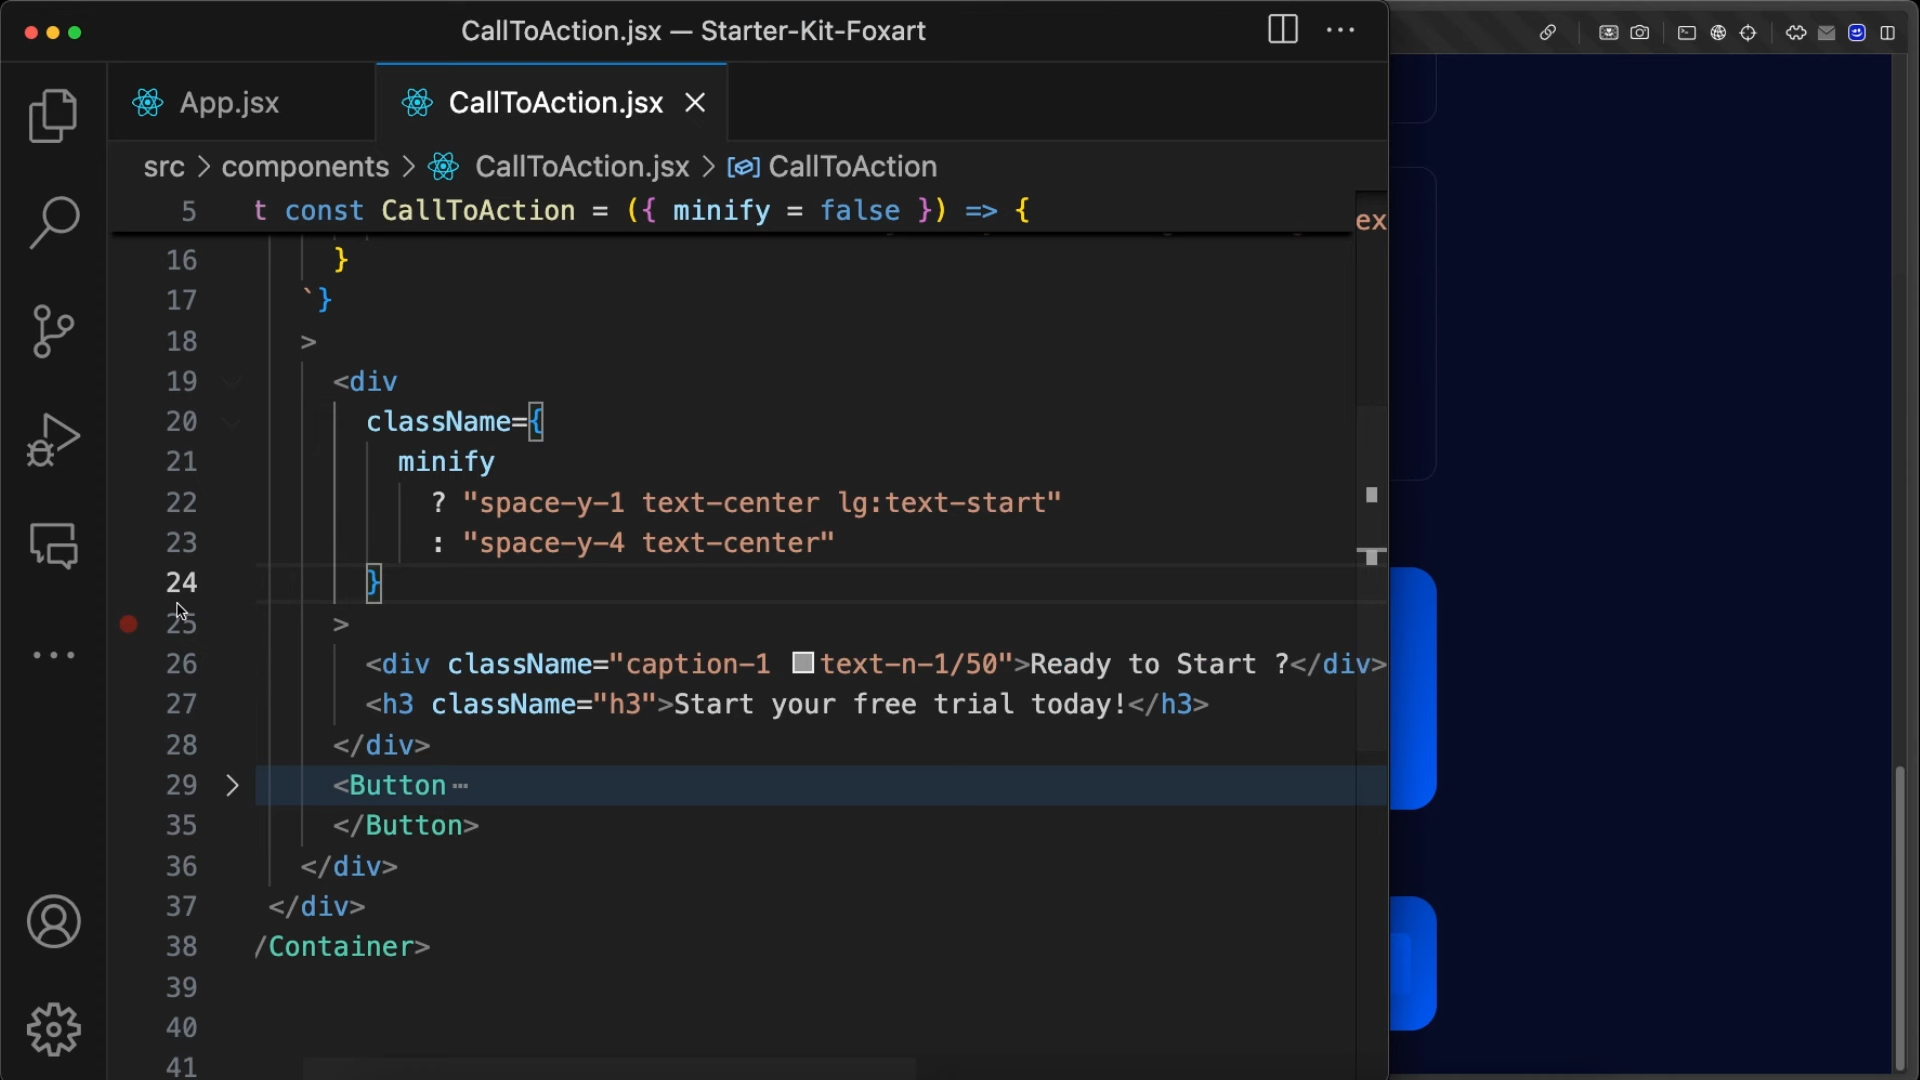 CallToAction.jsx — Starter-Kit-Foxart
App.jsx
CallToAction.jsx
src > components > CallToAction.jsx > CallToAction
5 t const CallToAction = ({ minify = false }) => {
ex
16 }
17 `}
18 >
19 <div
20 className={
21 minify
22 ? "space-y-1 text-center lg:text-start"
23 : "space-y-4 text-center"
24 }
25 >
26 <div className="caption-1 text-n-1/50">Ready to Start ?</div>
27 <h3 className="h3">Start your free trial today!</h3>
28 </div>
29 <Button…
35 </Button>
36 </div>
37 </div>
38 /Container>
39
40
41